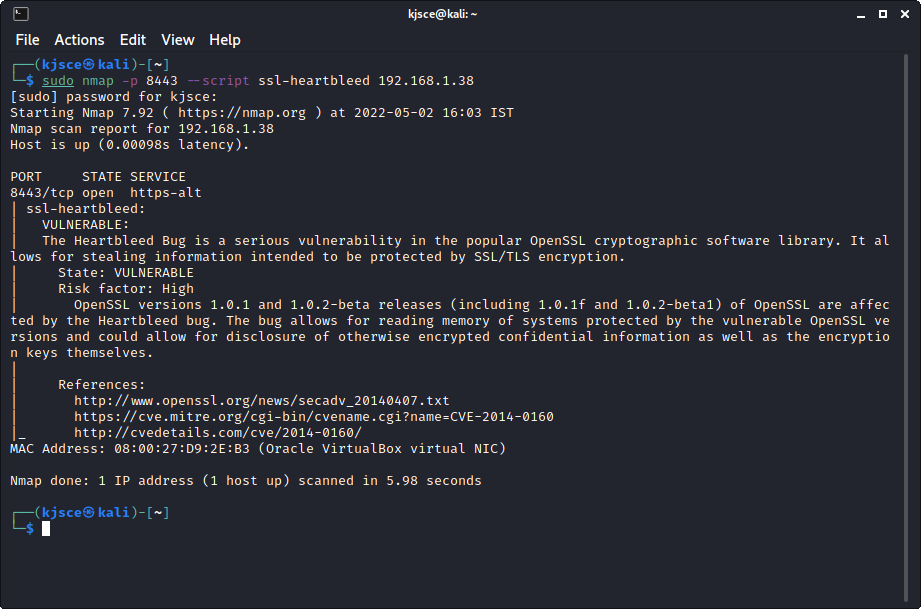 kjsce@kali: ~
File Actions Edit View Help
┌──(kjsce㉿kali)-[~]
└─$ sudo nmap -p 8443 --script ssl-heartbleed 192.168.1.38
[sudo] password for kjsce:
Starting Nmap 7.92 ( https://nmap.org ) at 2022-05-02 16:03 IST
Nmap scan report for 192.168.1.38
Host is up (0.00098s latency).

PORT     STATE SERVICE
8443/tcp open  https-alt
| ssl-heartbleed:
|   VULNERABLE:
|   The Heartbleed Bug is a serious vulnerability in the popular OpenSSL cryptographic software library. It al
lows for stealing information intended to be protected by SSL/TLS encryption.
|     State: VULNERABLE
|     Risk factor: High
|       OpenSSL versions 1.0.1 and 1.0.2-beta releases (including 1.0.1f and 1.0.2-beta1) of OpenSSL are affec
ted by the Heartbleed bug. The bug allows for reading memory of systems protected by the vulnerable OpenSSL ve
rsions and could allow for disclosure of otherwise encrypted confidential information as well as the encryptio
n keys themselves.
|
|     References:
|       http://www.openssl.org/news/secadv_20140407.txt
|       https://cve.mitre.org/cgi-bin/cvename.cgi?name=CVE-2014-0160
|_      http://cvedetails.com/cve/2014-0160/
MAC Address: 08:00:27:D9:2E:B3 (Oracle VirtualBox virtual NIC)

Nmap done: 1 IP address (1 host up) scanned in 5.98 seconds

┌──(kjsce㉿kali)-[~]
└─$